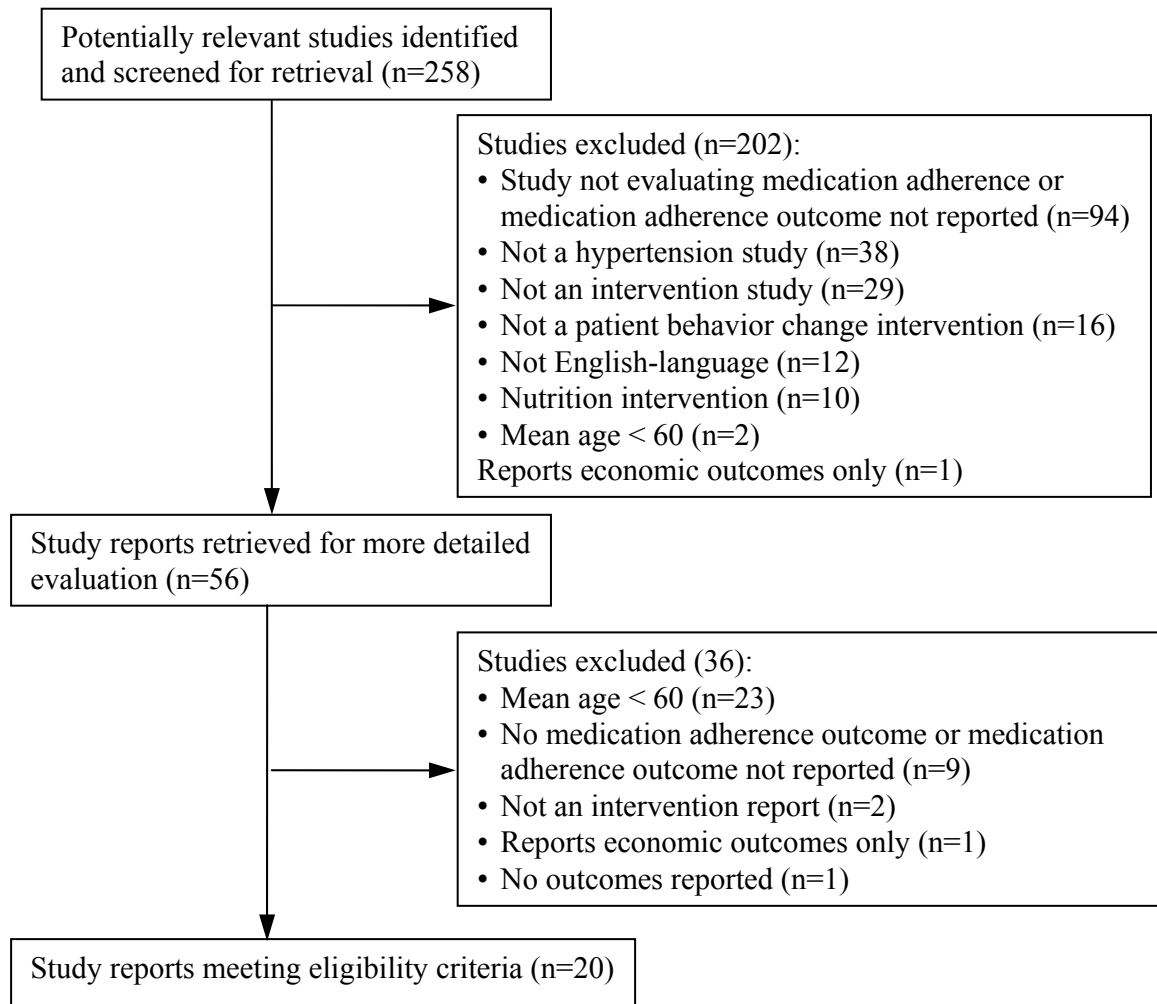 Potentially relevant studies identified
and screened for retrieval (n=258)
Studies excluded (n=202):
• Study not evaluating medication adherence or
medication adherence outcome not reported (n=94)
• Not a hypertension study (n=38)
• Not an intervention study (n=29)
• Not a patient behavior change intervention (n=16)
• Not English-language (n=12)
• Nutrition intervention (n=10)
• Mean age < 60 (n=2)
Reports economic outcomes only (n=1)
Study reports retrieved for more detailed
evaluation (n=56)
Studies excluded (36):
• Mean age < 60 (n=23)
• No medication adherence outcome or medication
adherence outcome not reported (n=9)
• Not an intervention report (n=2)
• Reports economic outcomes only (n=1)
• No outcomes reported (n=1)
Study reports meeting eligibility criteria (n=20)